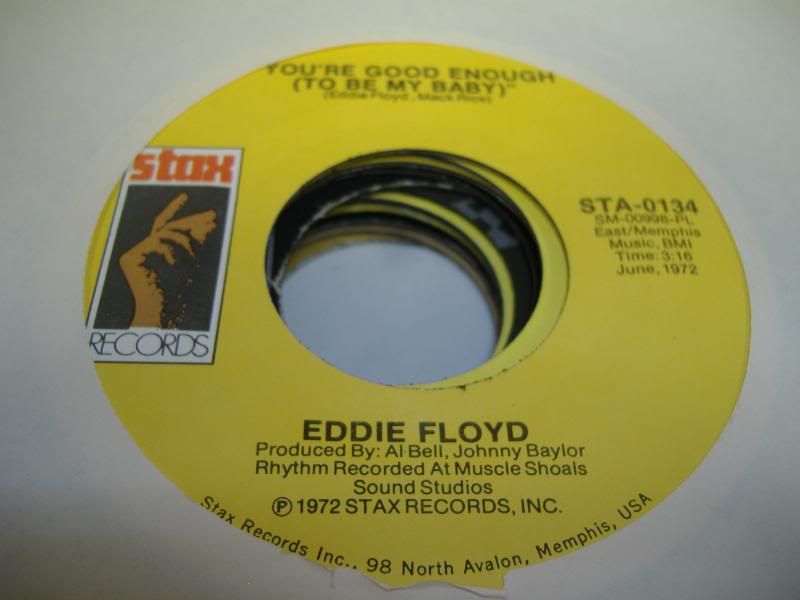 YOU'RE GOOD ENOUGH
(TO BE MY BABY)"
(Eddie Floyd, Mack Rice)
stax
RECORDS
STA-0134
SM-00998-PL
East/Memphis
Music, BMI
Time: 3:16
June, 1972
EDDIE FLOYD
Produced By: Al Bell, Johnny Baylor
Rhythm Recorded At Muscle Shoals
Sound Studios
Ⓟ 1972 STAX RECORDS, INC.
Stax Records Inc., 98 North Avalon, Memphis, USA